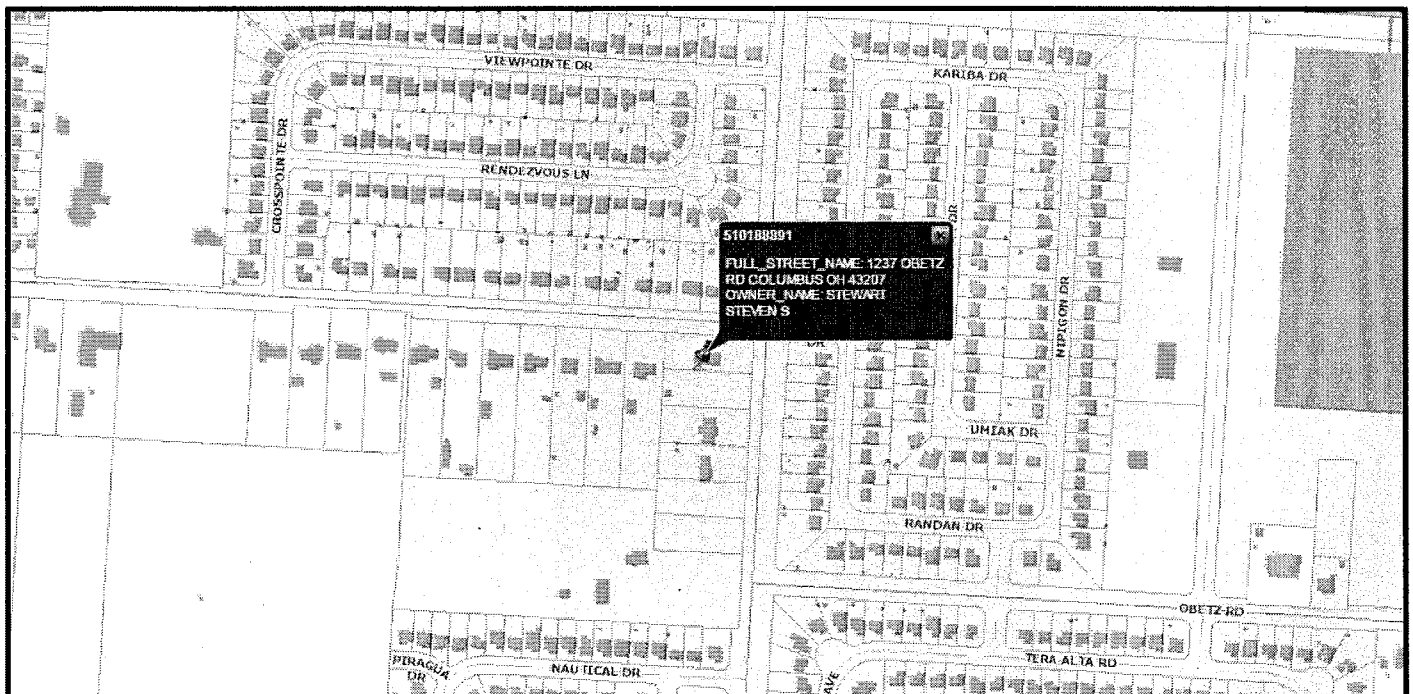 VIEWPOINTE DR
KARIBA DR
CROSSPOINTE DR
RENDEZVOUS LN
DR
510188891
FULL_STREET_NAME: 1237 OBETZ
RD COLUMBUS OH 43207
OWNER_NAME: STEWART
STEVEN S
DR
NIPIGON DR
UMIAK DR
RANDAN DR
OBETZ RD
PIRAGUA
DR
NAUTICAL DR
AVE
TERA ALTA RD